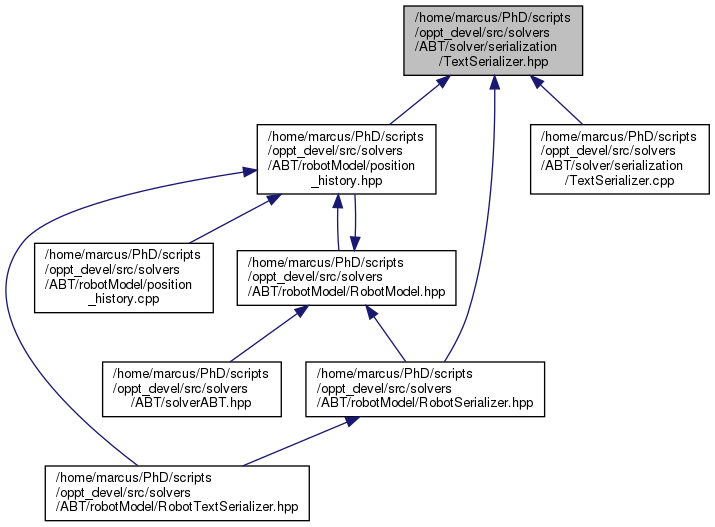 /home/marcus/PhD/scripts
/oppt_devel/src/solvers
/ABT/solver/serialization
/TextSerializer.hpp
/home/marcus/PhD/scripts
/oppt_devel/src/solvers
/ABT/robotModel/position
_history.hpp
/home/marcus/PhD/scripts
/oppt_devel/src/solvers
/ABT/solver/serialization
/TextSerializer.cpp
/home/marcus/PhD/scripts
/oppt_devel/src/solvers
/ABT/robotModel/position
_history.cpp
/home/marcus/PhD/scripts
/oppt_devel/src/solvers
/ABT/robotModel/RobotModel.hpp
/home/marcus/PhD/scripts
/oppt_devel/src/solvers
/ABT/solverABT.hpp
/home/marcus/PhD/scripts
/oppt_devel/src/solvers
/ABT/robotModel/RobotSerializer.hpp
/home/marcus/PhD/scripts
/oppt_devel/src/solvers
/ABT/robotModel/RobotTextSerializer.hpp